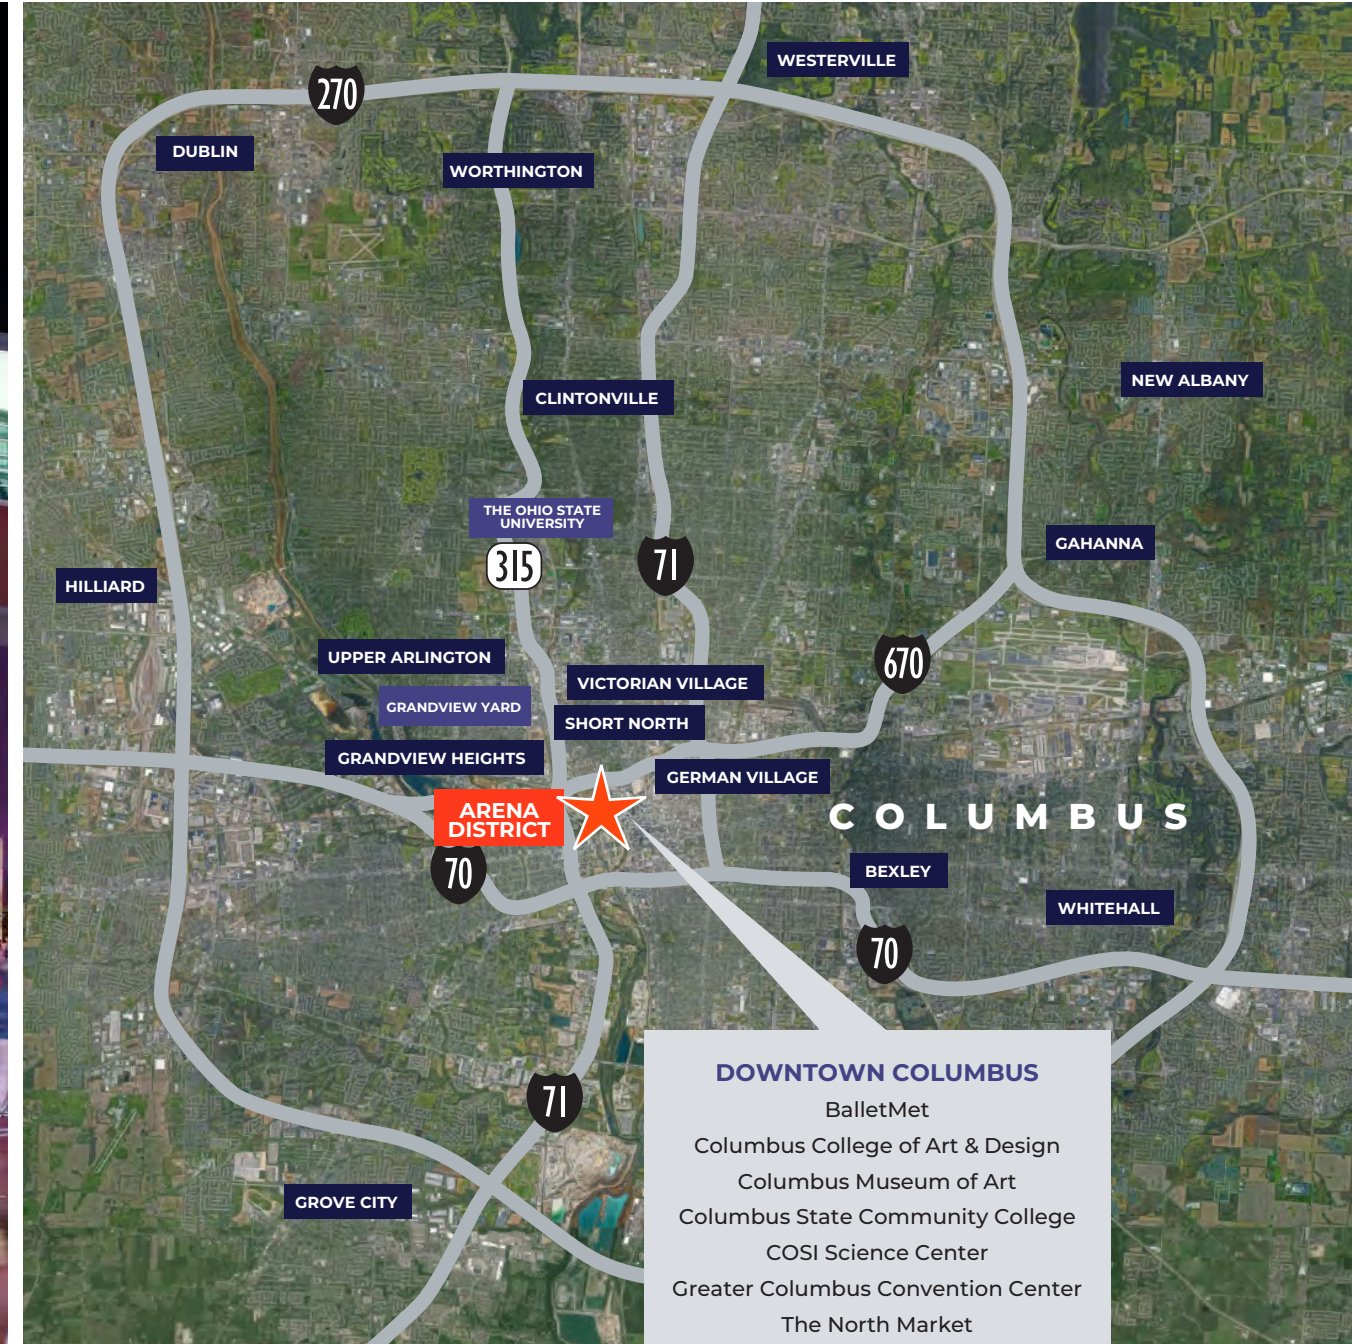 WESTERVILLE
270
DUBLIN
WORTHINGTON
NEW ALBANY
CLINTONVILLE
THE OHIO STATE
UNIVERSITY
GAHANNA
315
71
HILLIARD
UPPER ARLINGTON
670
VICTORIAN VILLAGE
GRANDVIEW YARD
SHORT NORTH
GRANDVIEW HEIGHTS
GERMAN VILLAGE
ARENA
DISTRICT
COLUMBUS
70
BEXLEY
WHITEHALL
70
71
GROVE CITY
DOWNTOWN COLUMBUS
BalletMet
Columbus College of Art & Design
Columbus Museum of Art
Columbus State Community College
COSI Science Center
Greater Columbus Convention Center
The North Market